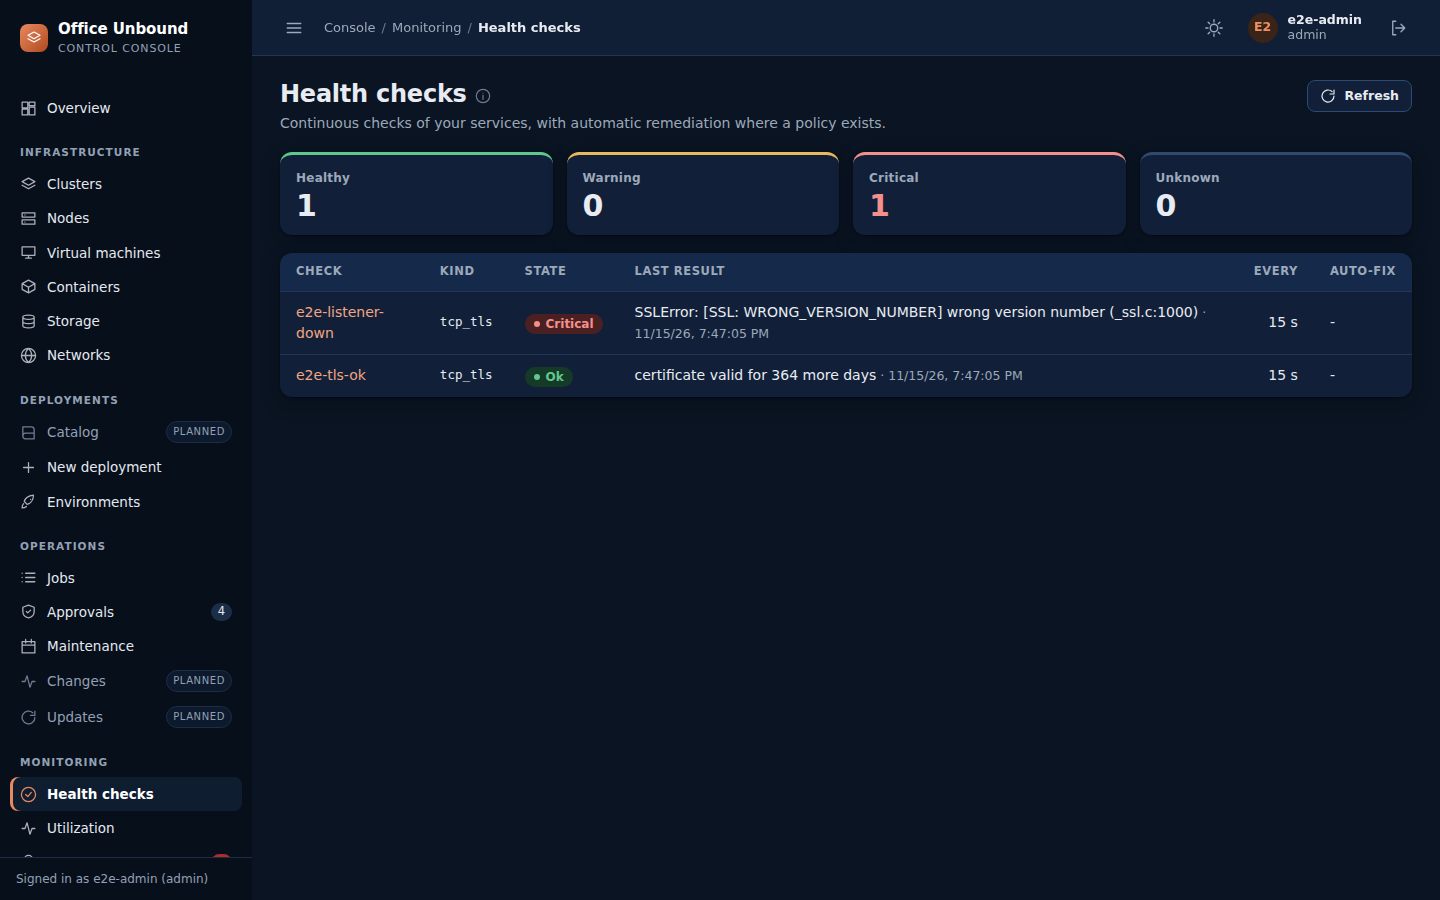 Office Unbound
CONTROL CONSOLE
Overview
INFRASTRUCTURE
Clusters
Nodes
Virtual machines
Containers
Storage
Networks
DEPLOYMENTS
Catalog PLANNED
New deployment
Environments
OPERATIONS
Jobs
Approvals 4
Maintenance
Changes PLANNED
Updates PLANNED
MONITORING
Health checks
Utilization
Signed in as e2e-admin (admin)
Console / Monitoring / Health checks
E2 e2e-admin
admin
Health checks
Refresh
Continuous checks of your services, with automatic remediation where a policy exists.
Healthy
1
Warning
0
Critical
1
Unknown
0
CHECK KIND STATE LAST RESULT EVERY AUTO-FIX
e2e-listener-
down tcp_tls Critical SSLError: [SSL: WRONG_VERSION_NUMBER] wrong version number (_ssl.c:1000) ·
11/15/26, 7:47:05 PM 15 s -
e2e-tls-ok tcp_tls Ok certificate valid for 364 more days · 11/15/26, 7:47:05 PM 15 s -